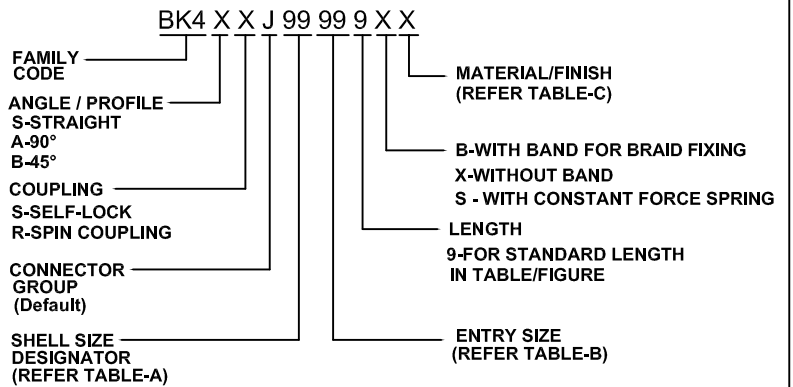 BK4 X X J 99 99 9 X X
FAMILY
CODE
ANGLE / PROFILE
S-STRAIGHT
A-90°
B-45°
COUPLING
S-SELF-LOCK
R-SPIN COUPLING
CONNECTOR
GROUP
(Default)
SHELL SIZE
DESIGNATOR
(REFER TABLE-A)
MATERIAL/FINISH
(REFER TABLE-C)
B-WITH BAND FOR BRAID FIXING
X-WITHOUT BAND
S - WITH CONSTANT FORCE SPRING
LENGTH
9-FOR STANDARD LENGTH
IN TABLE/FIGURE
ENTRY SIZE
(REFER TABLE-B)